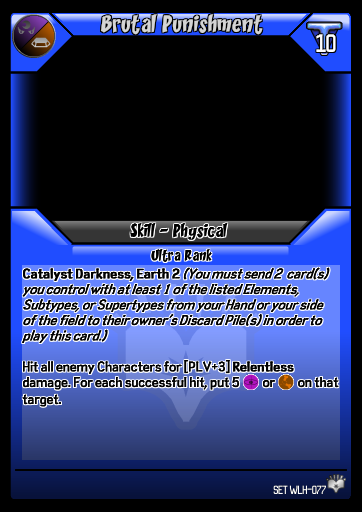 Brutal Punishment
10
Skill - Physical
Ultra Rank
Catalyst Darkness, Earth 2 (You must send 2 card(s)
you control with at least 1 of the listed Elements,
Subtypes, or Supertypes from your Hand or your side
of the field to their owner's Discard Pile(s) in order to
play this card.)
Hit all enemy Characters for [PLV+3] Relentless
damage. For each successful hit, put 5 or on that
target.
SET WLH-077